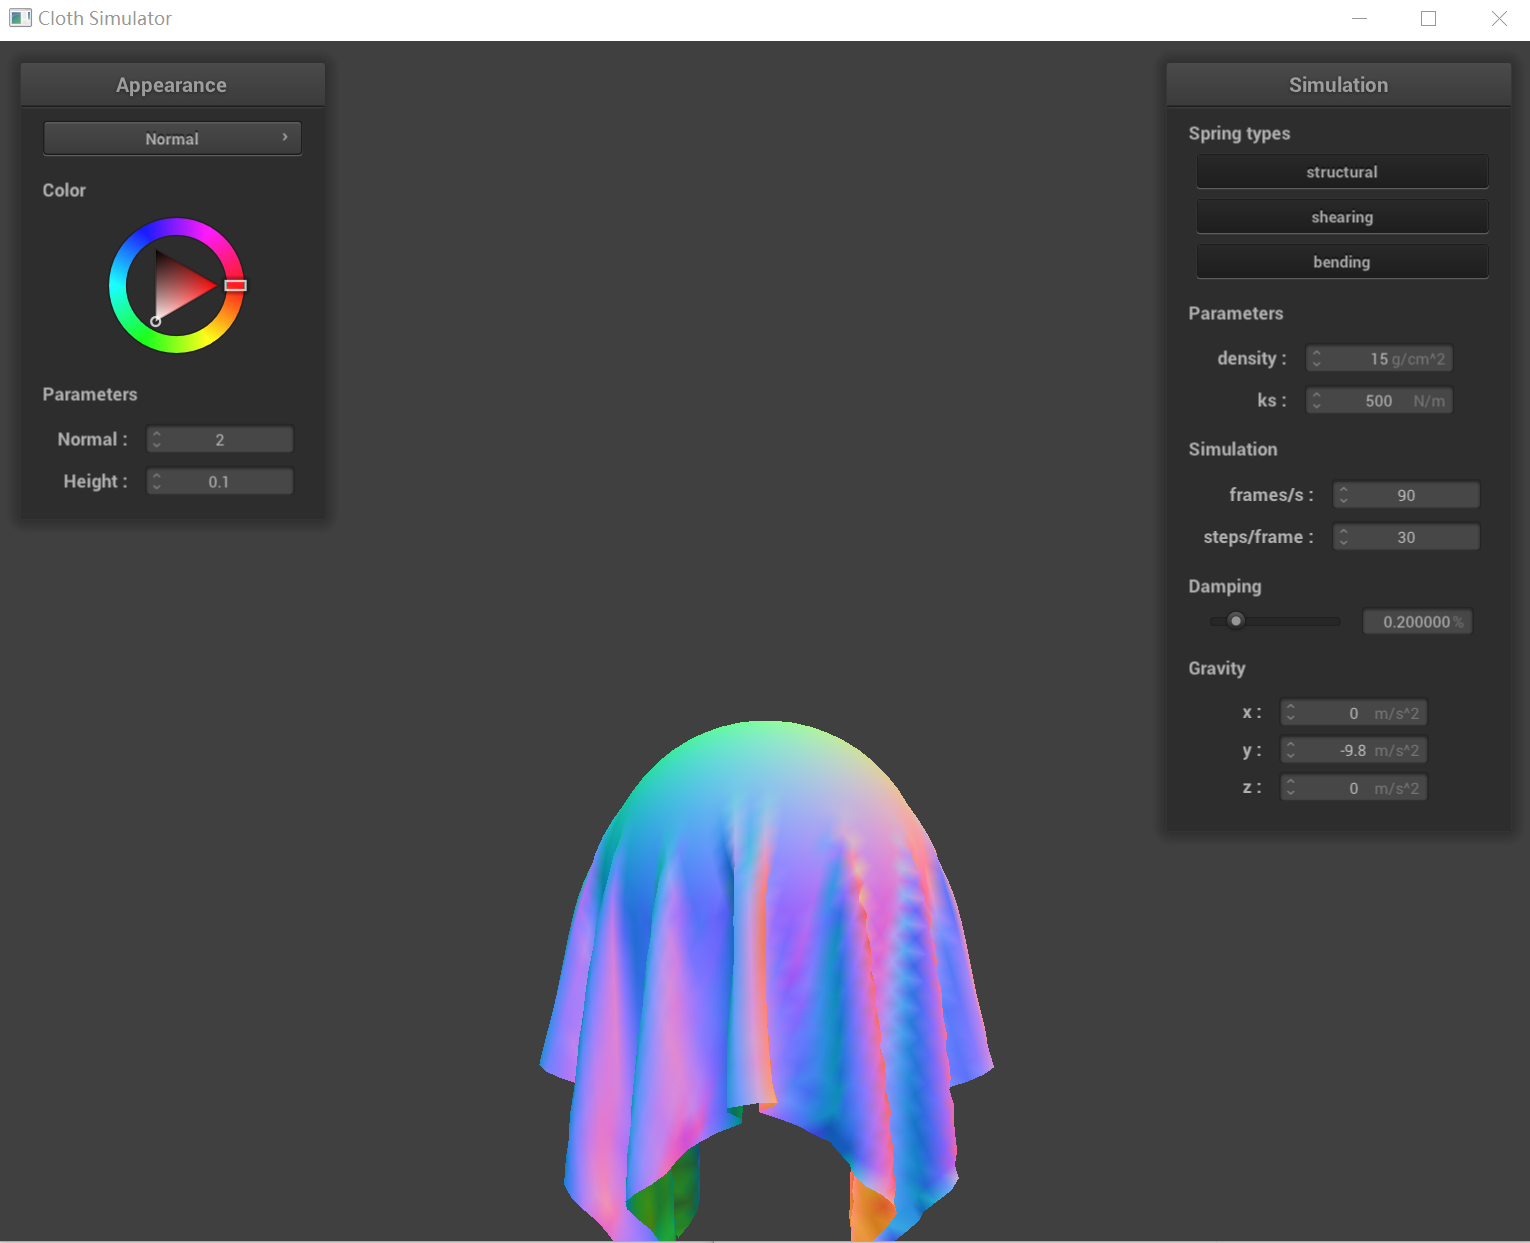 Cloth Simulator
Appearance
Normal
Color
Parameters
Normal : 2
Height : 0.1
Simulation
Spring types
structural
shearing
bending
Parameters
density : 15 g/cm^2
ks : 500 N/m
Simulation
frames/s : 90
steps/frame : 30
Damping
0.200000 %
Gravity
x : 0 m/s^2
y : -9.8 m/s^2
z : 0 m/s^2